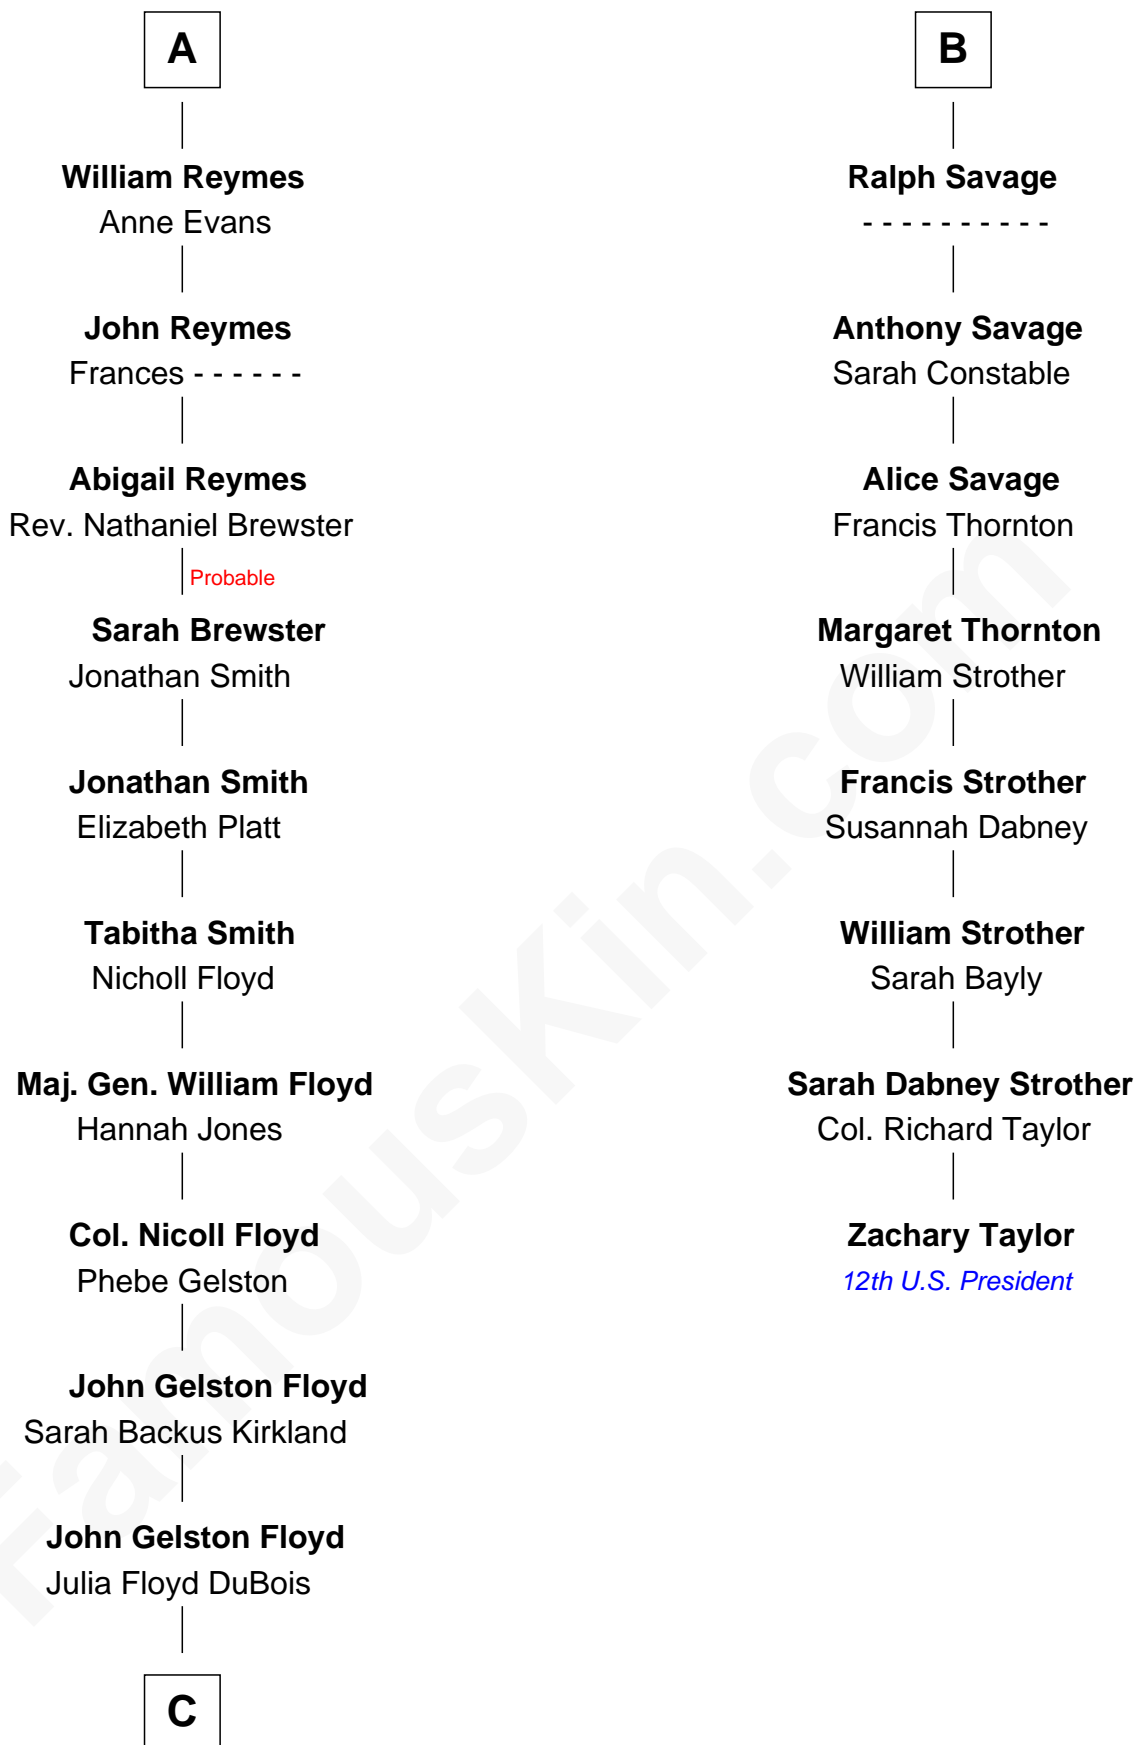 A
William Reymes
Anne Evans
John Reymes
Frances - - - - - -
Abigail Reymes
Rev. Nathaniel Brewster
Probable
Sarah Brewster
Jonathan Smith
Jonathan Smith
Elizabeth Platt
Tabitha Smith
Nicholl Floyd
Maj. Gen. William Floyd
Hannah Jones
Col. Nicoll Floyd
Phebe Gelston
John Gelston Floyd
Sarah Backus Kirkland
John Gelston Floyd
Julia Floyd DuBois
C
B
Ralph Savage
- - - - - - - - - -
Anthony Savage
Sarah Constable
Alice Savage
Francis Thornton
Margaret Thornton
William Strother
Francis Strother
Susannah Dabney
William Strother
Sarah Bayly
Sarah Dabney Strother
Col. Richard Taylor
Zachary Taylor
12th U.S. President
FamousKin.com